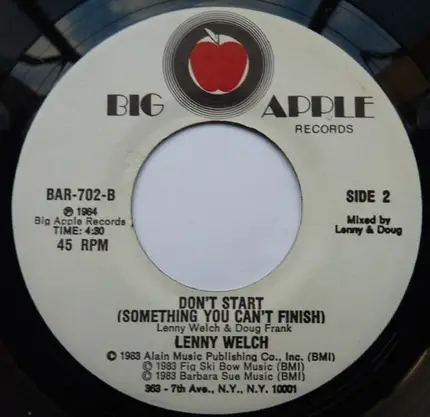 BIG APPLE
RECORDS
BAR-702-B
SIDE 2
℗ 1984
Big Apple Records
Mixed by
Lenny & Doug
TIME: 4:30
45 RPM
DON'T START
(SOMETHING YOU CAN'T FINISH)
Lenny Welch & Doug Frank
LENNY WELCH
© 1983 Alain Music Publishing Co., Inc. (BMI)
© 1983 Fig Ski Bow Music (BMI)
© 1983 Barbara Sue Music (BMI)
363 - 7th Ave., N.Y., N.Y. 10001